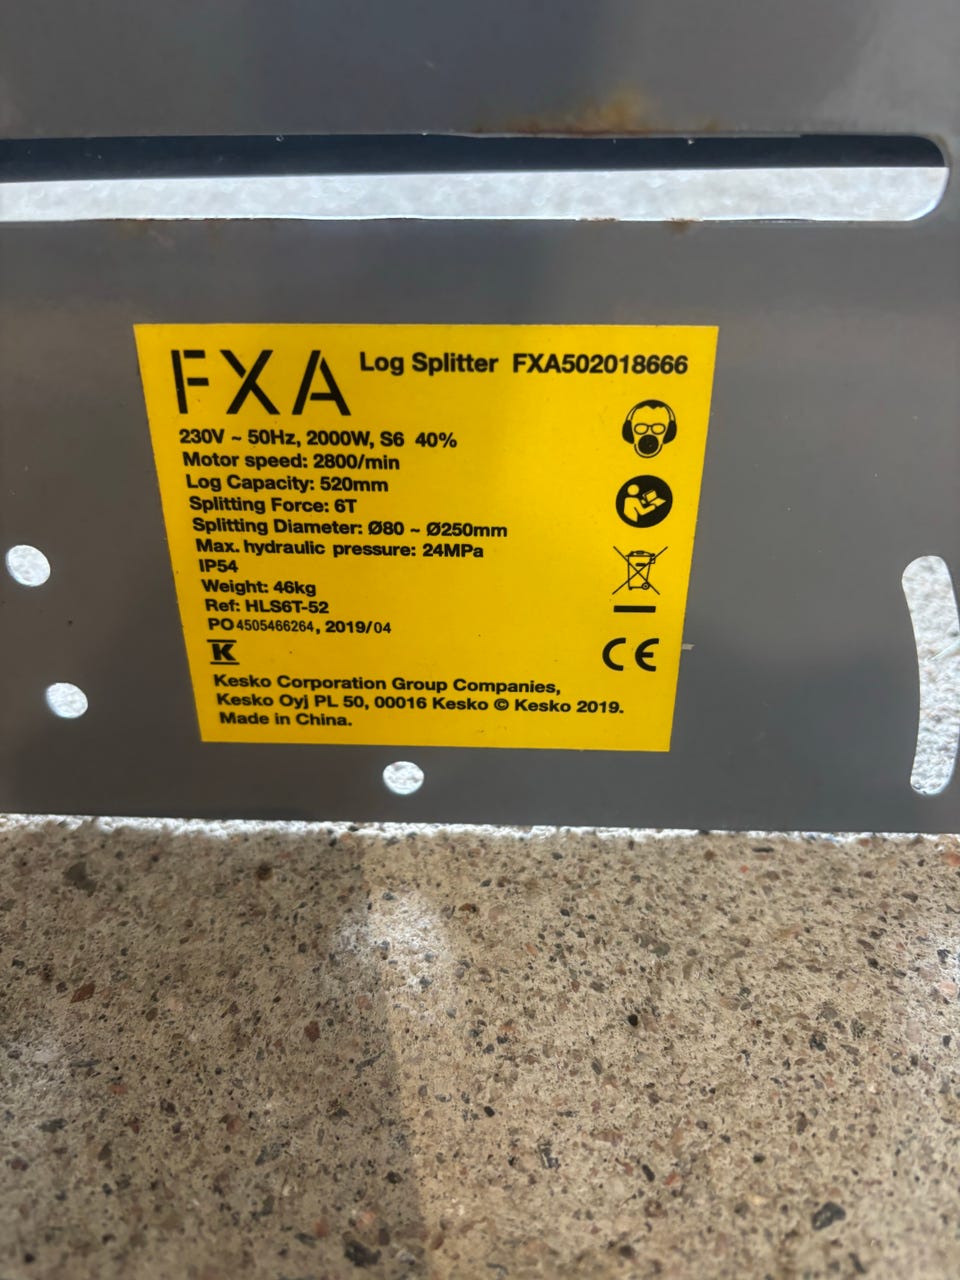 FXA Log Splitter FXA502018666
230V ~ 50Hz, 2000W, S6 40%
Motor speed: 2800/min
Log Capacity: 520mm
Splitting Force: 6T
Splitting Diameter: Ø80 ~ Ø250mm
Max. hydraulic pressure: 24MPa
IP54
Weight: 46kg
Ref: HLS6T-52
PO 4505466264, 2019/04
K
CE
Kesko Corporation Group Companies,
Kesko Oyj PL 50, 00016 Kesko © Kesko 2019.
Made in China.